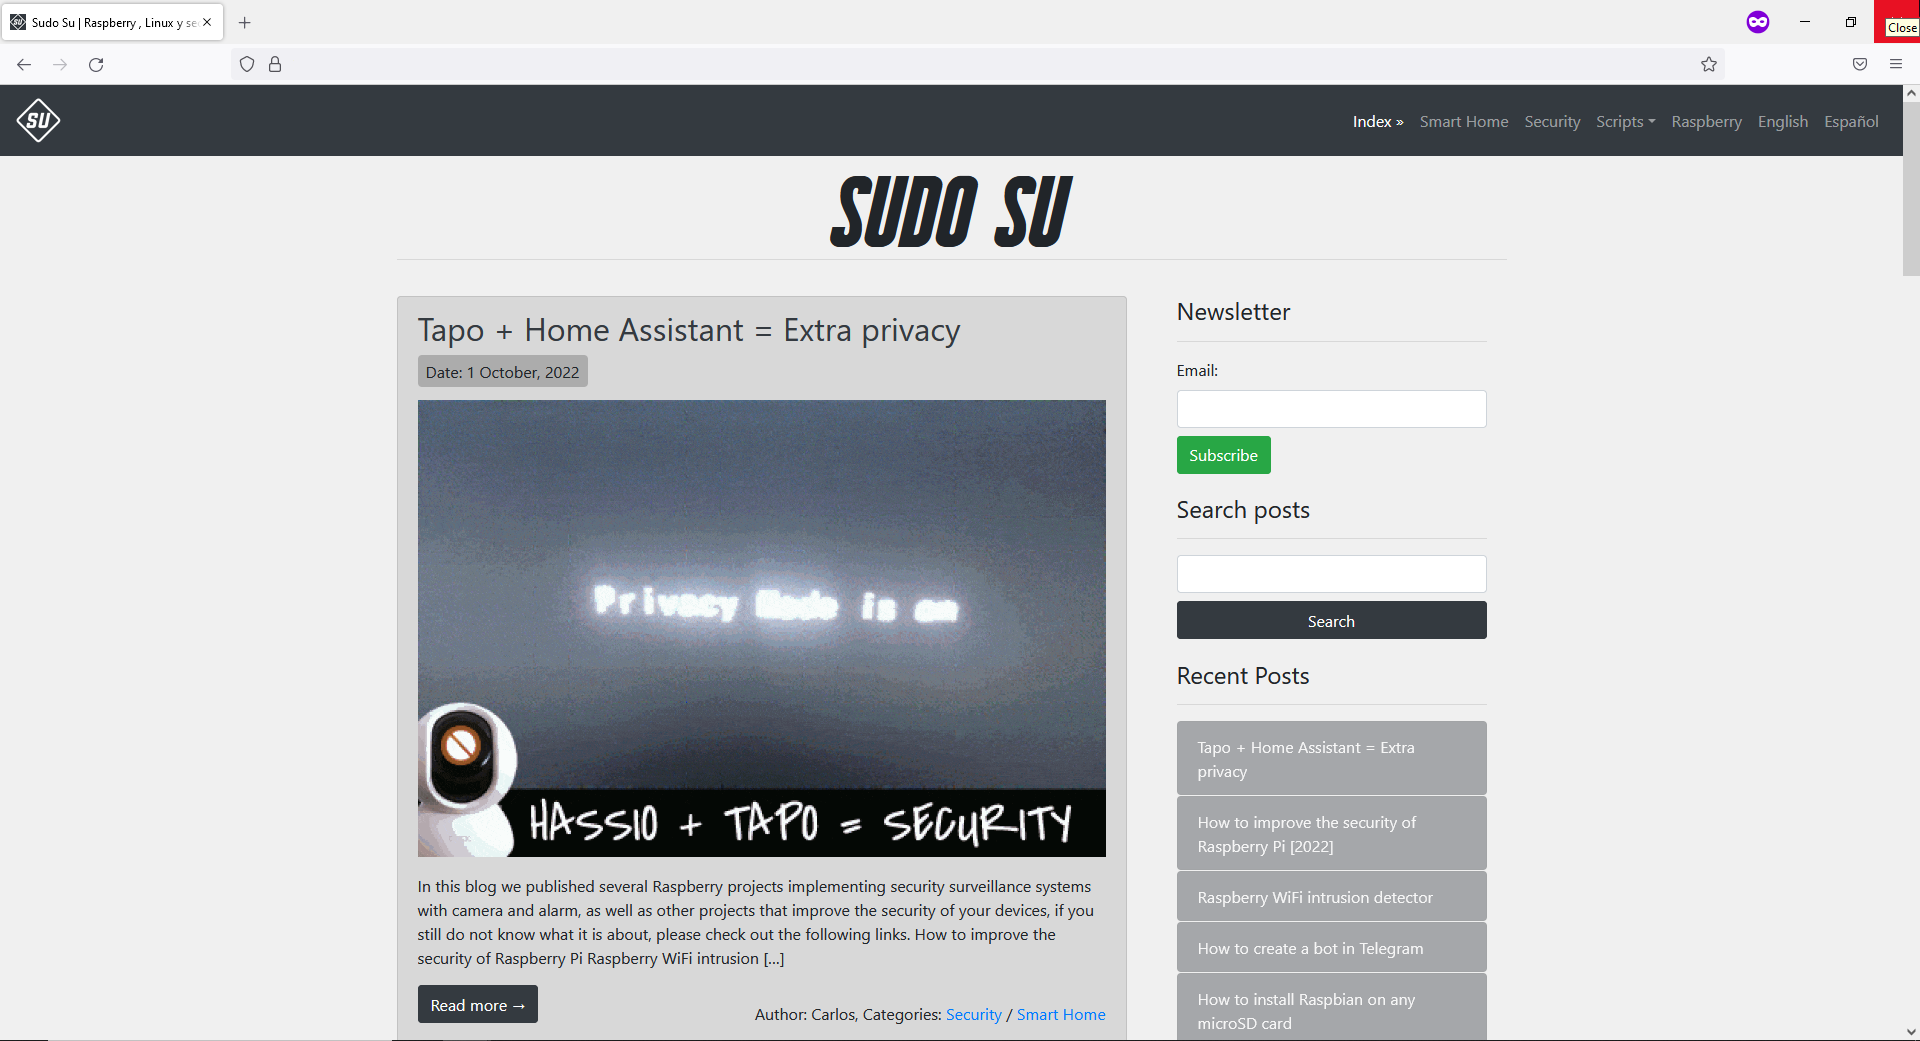 Sudo Su | Raspberry , Linux y se
Close
SU
Index » Smart Home Security Scripts Raspberry English Español
SUDO SU
Tapo + Home Assistant = Extra privacy
Date: 1 October, 2022
Privacy Mode is on
HASSIO + TAPO = SECURITY
In this blog we published several Raspberry projects implementing security surveillance systems
with camera and alarm, as well as other projects that improve the security of your devices, if you
still do not know what it is about, please check out the following links. How to improve the
security of Raspberry Pi Raspberry WiFi intrusion [...]
Read more →
Author: Carlos, Categories: Security / Smart Home
Newsletter
Email:
Subscribe
Search posts
Search
Recent Posts
Tapo + Home Assistant = Extra
privacy
How to improve the security of
Raspberry Pi [2022]
Raspberry WiFi intrusion detector
How to create a bot in Telegram
How to install Raspbian on any
microSD card